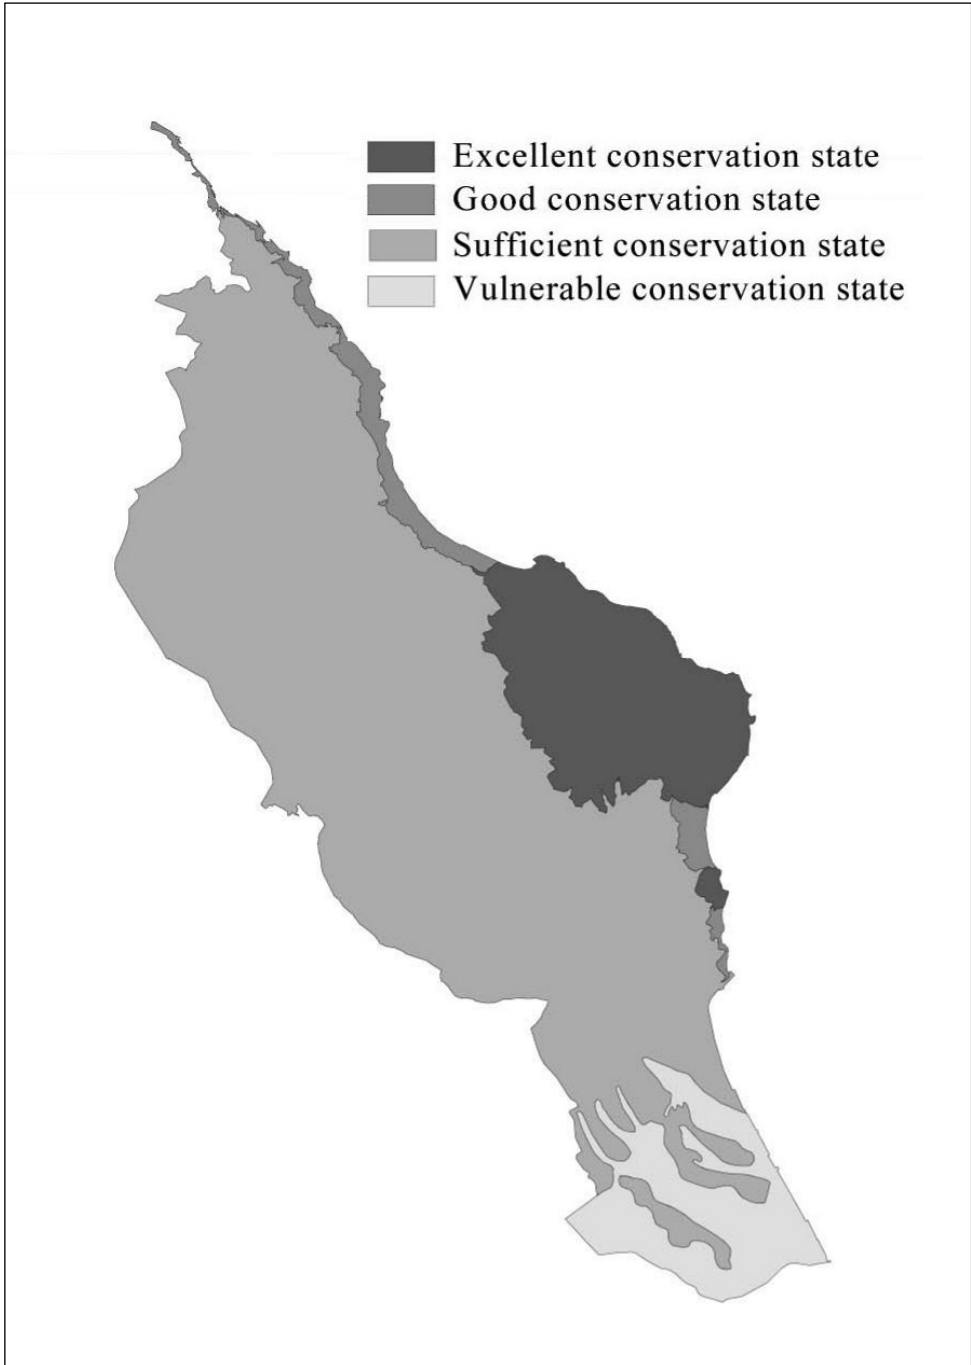 Excellent conservation state
Good conservation state
Sufficient conservation state
Vulnerable conservation state